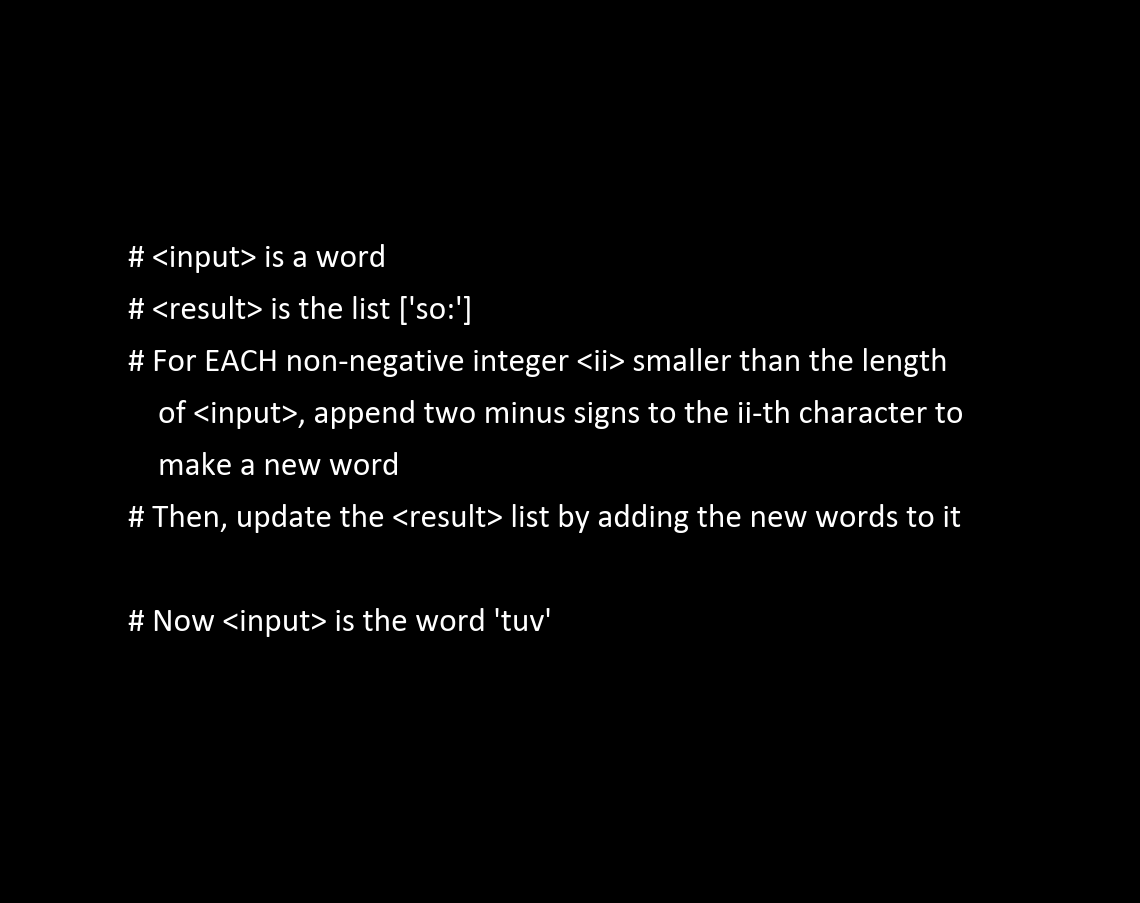 # <input> is a word
# <result> is the list ['so:']
# For EACH non-negative integer <ii> smaller than the length
of <input>, append two minus signs to the ii-th character to
make a new word
# Then, update the <result> list by adding the new words to it
# Now <input> is the word 'tuv'